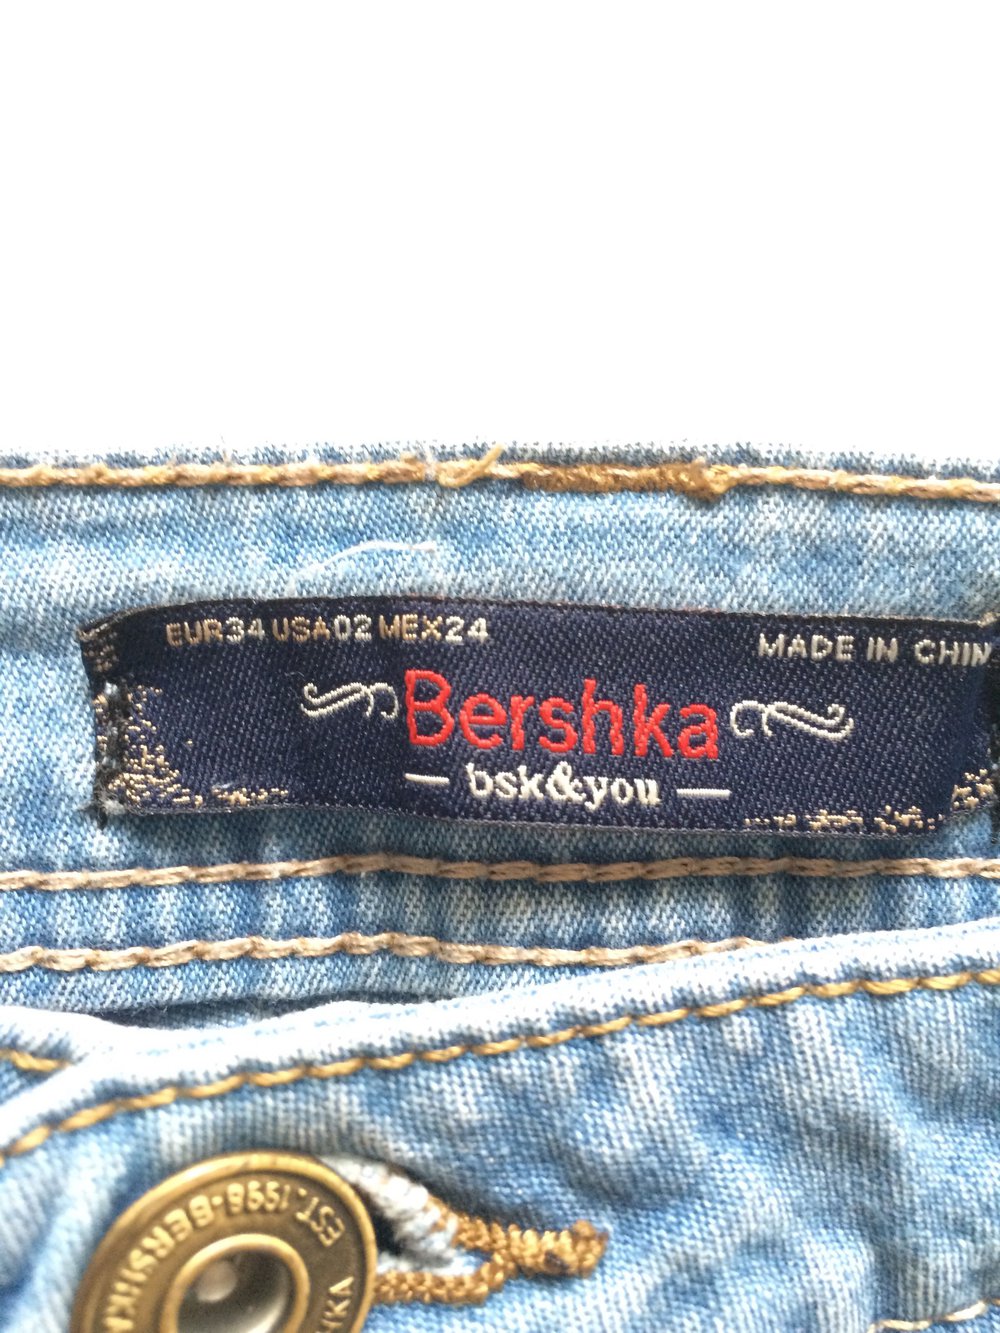 EUR34 USA02 MEX24
MADE IN CHIN
Bershka
bsk&you
EST. 1998-BERSHKA